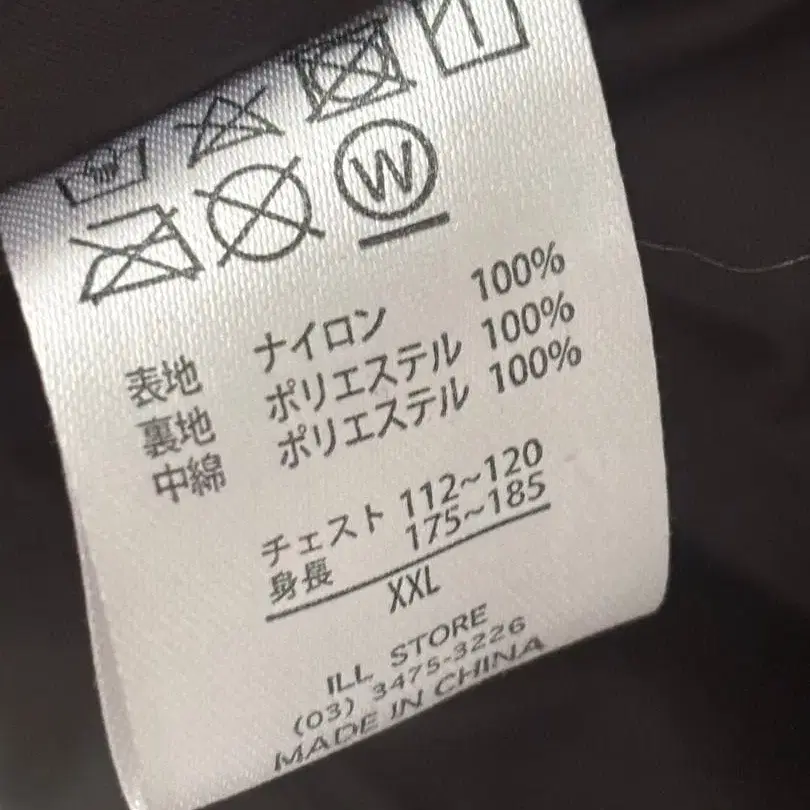 W
表地 ナイロン 100%
裏地 ポリエステル 100%
中綿 ポリエステル 100%
チェスト 112~120
身長 175~185
XXL
ILL STORE
(03) 3475-3226
MADE IN CHINA